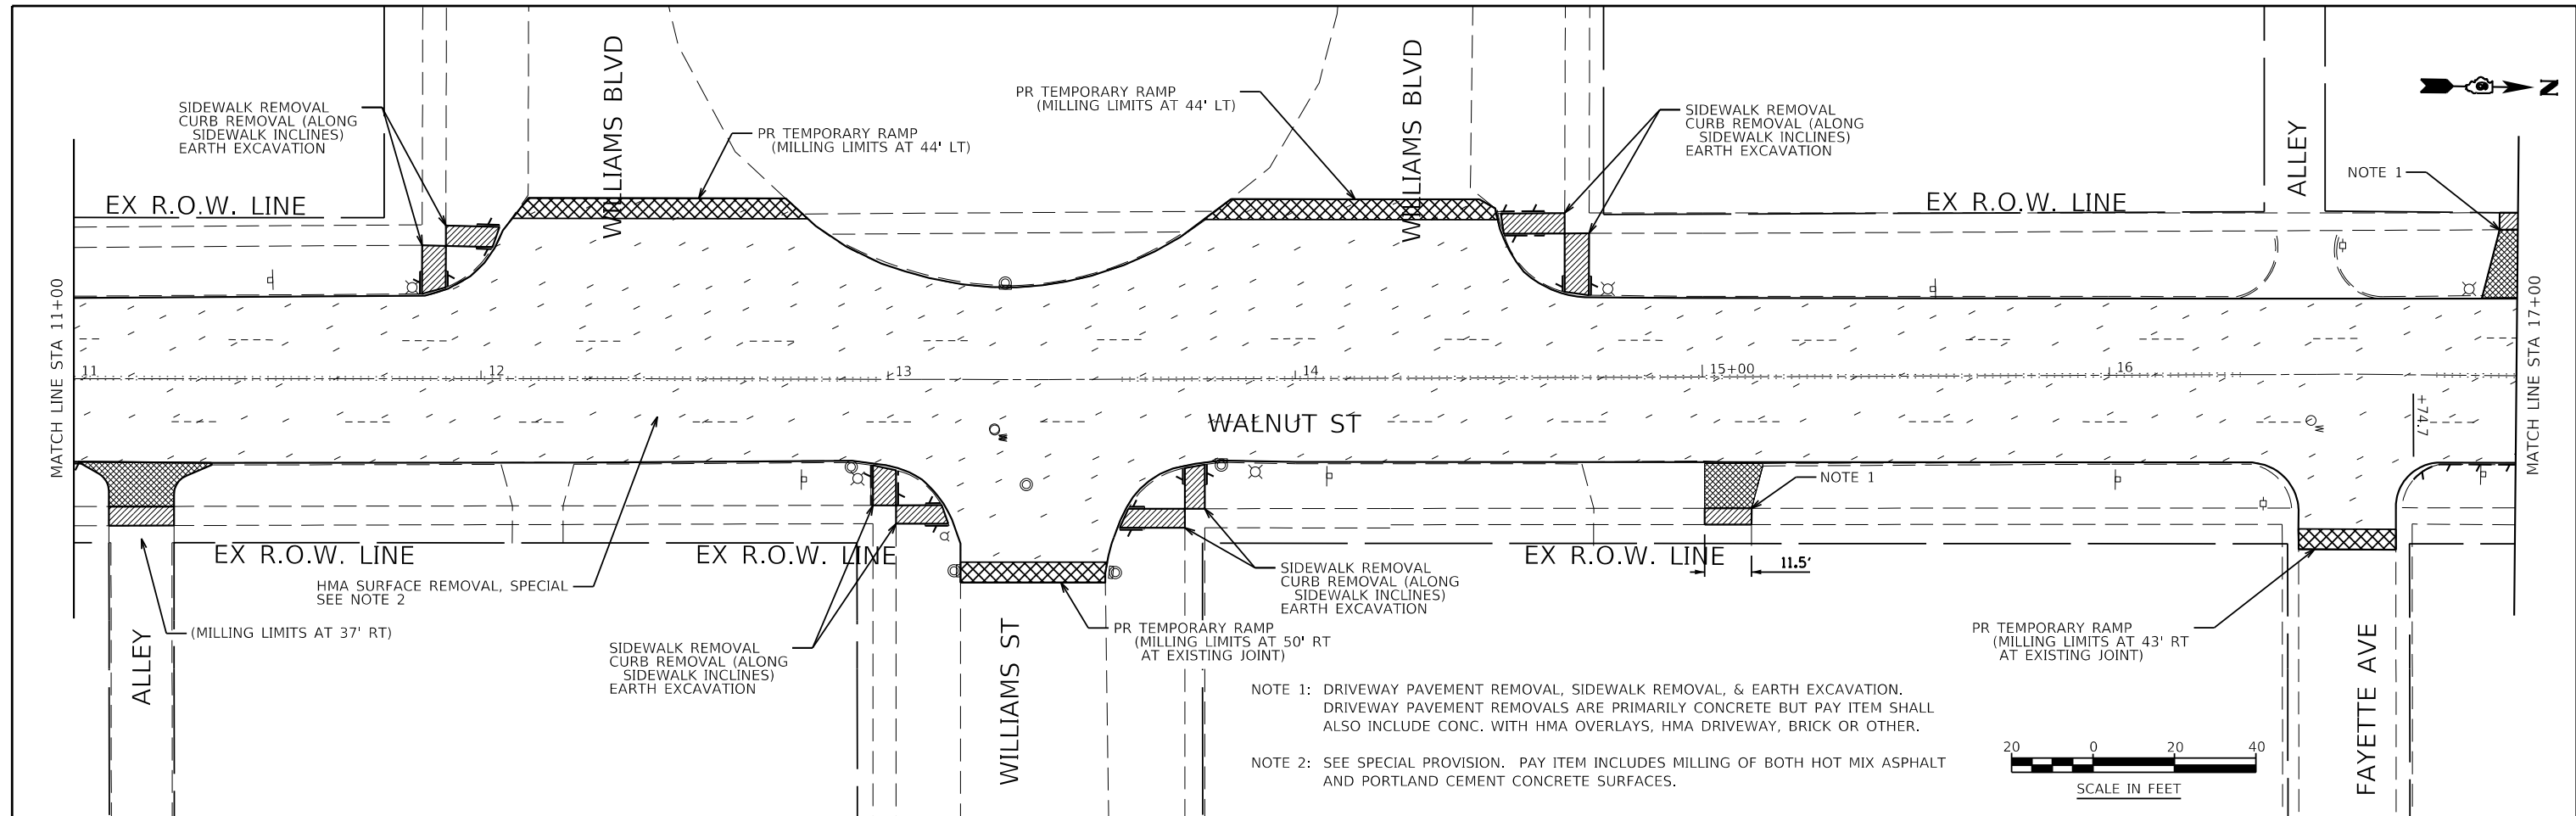 SIDEWALK REMOVAL
CURB REMOVAL (ALONG
SIDEWALK INCLINES)
EARTH EXCAVATION
WILLIAMS BLVD
PR TEMPORARY RAMP
(MILLING LIMITS AT 44' LT)
PR TEMPORARY RAMP
(MILLING LIMITS AT 44' LT)
WILLIAMS BLVD
SIDEWALK REMOVAL
CURB REMOVAL (ALONG
SIDEWALK INCLINES)
EARTH EXCAVATION
ALLEY
N
NOTE 1
EX R.O.W. LINE
EX R.O.W. LINE
MATCH LINE STA 11+00
MATCH LINE STA 17+00
11
12
13
14
15+00
16
WALNUT ST
+74.7
W
W
NOTE 1
EX R.O.W. LINE
EX R.O.W. LINE
EX R.O.W. LINE
11.5'
HMA SURFACE REMOVAL, SPECIAL
SEE NOTE 2
(MILLING LIMITS AT 37' RT)
ALLEY
SIDEWALK REMOVAL
CURB REMOVAL (ALONG
SIDEWALK INCLINES)
EARTH EXCAVATION
SIDEWALK REMOVAL
CURB REMOVAL (ALONG
SIDEWALK INCLINES)
EARTH EXCAVATION
WILLIAMS ST
PR TEMPORARY RAMP
(MILLING LIMITS AT 50' RT
AT EXISTING JOINT)
PR TEMPORARY RAMP
(MILLING LIMITS AT 43' RT
AT EXISTING JOINT)
FAYETTE AVE
NOTE 1: DRIVEWAY PAVEMENT REMOVAL, SIDEWALK REMOVAL, & EARTH EXCAVATION.
DRIVEWAY PAVEMENT REMOVALS ARE PRIMARILY CONCRETE BUT PAY ITEM SHALL
ALSO INCLUDE CONC. WITH HMA OVERLAYS, HMA DRIVEWAY, BRICK OR OTHER.
NOTE 2: SEE SPECIAL PROVISION. PAY ITEM INCLUDES MILLING OF BOTH HOT MIX ASPHALT
AND PORTLAND CEMENT CONCRETE SURFACES.
20 0 20 40
SCALE IN FEET